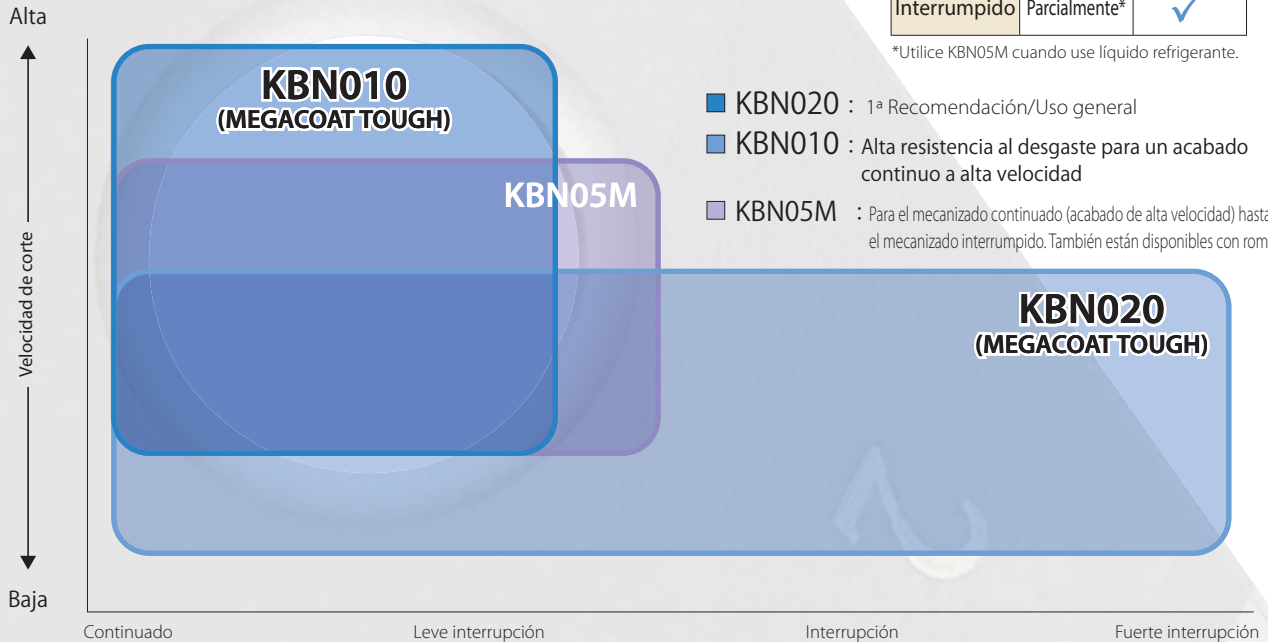 Alta
Interrumpido Parcialmente* ✓
*Utilice KBN05M cuando use líquido refrigerante.
KBN010
(MEGACOAT TOUGH)
KBN020 : 1ª Recomendación/Uso general
KBN010 : Alta resistencia al desgaste para un acabado
continuo a alta velocidad
KBN05M
KBN05M : Para el mecanizado continuado (acabado de alta velocidad) hasta
el mecanizado interrumpido. También están disponibles con
Velocidad de corte
KBN020
(MEGACOAT TOUGH)
2
Baja
Continuado Leve interrupción Interrupción Fuerte interrupción